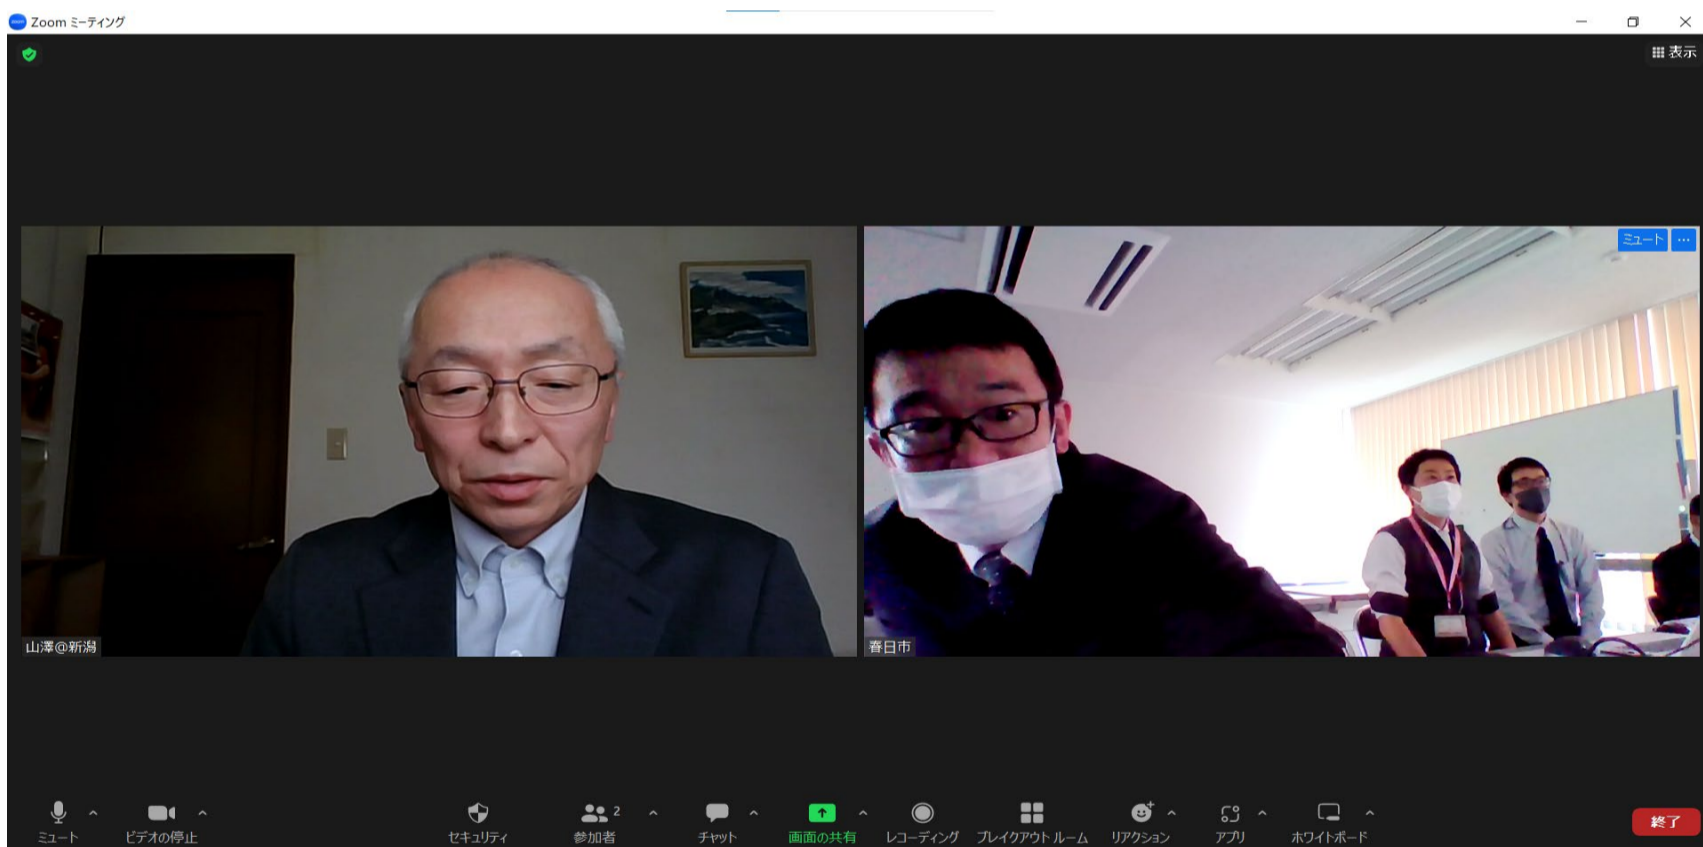 Zoom ミーティング
表示
ミュート
山澤@新潟
春日市
ミュート
ビデオの停止
セキュリティ
2
参加者
チャット
画面の共有
レコーディング
ブレイクアウト ルーム
リアクション
アプリ
ホワイトボード
終了